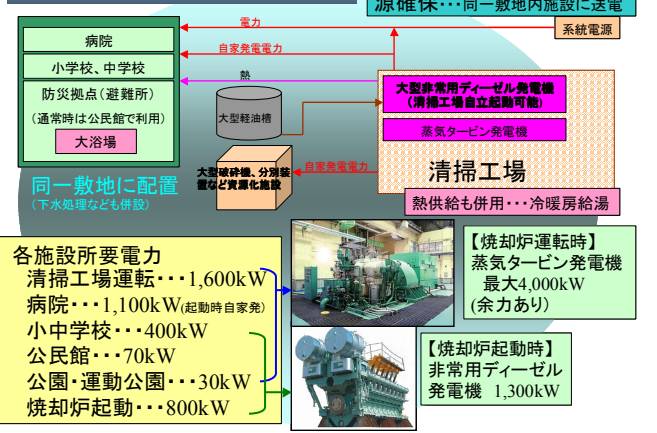 源確保・・・同一敷地内施設に送電
電力
系統電源
病院
自家発電電力
小学校、中学校
熱
防災拠点（避難所）
（通常時は公民館で利用）
大浴場
大型軽油槽
大型非常用ディーゼル発電機
（清掃工場自立起動可能）
蒸気タービン発電機
清掃工場
大型破砕機、分別装
置など資源化施設
自家発電電力
同一敷地に配置
（下水処理なども併設）
熱供給も併用・・・冷暖房給湯
各施設所要電力
清掃工場運転・・・1,600kW
病院・・・1,100kW(起動時自家発)
小中学校・・・400kW
公民館・・・70kW
公園・運動公園・・・30kW
焼却炉起動・・・800kW
【焼却炉運転時】
蒸気タービン発電機
最大4,000kW
(余力あり)
【焼却炉起動時】
非常用ディーゼル
発電機 1,300kW